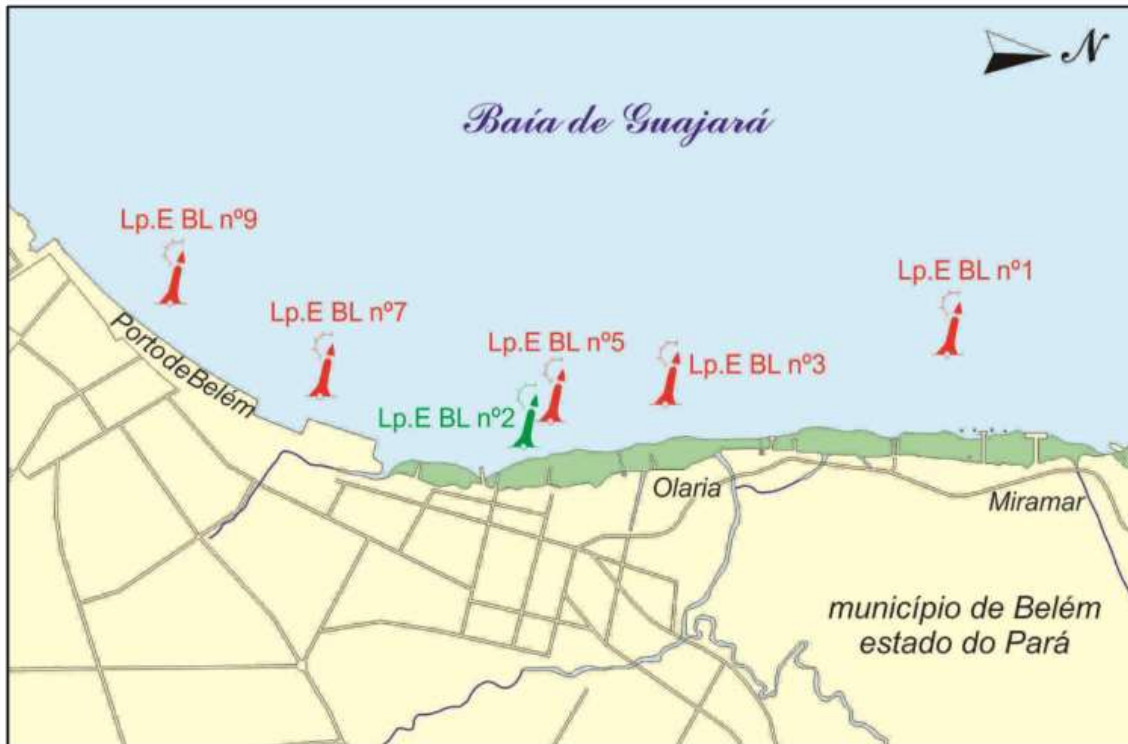 N
Baía de Guajará
Lp.E BL nº9
Lp.E BL nº1
Lp.E BL nº7
Lp.E BL nº5
Lp.E BL nº3
Porto de Belém
Lp.E BL nº2
Olaria
Miramar
município de Belém
estado do Pará